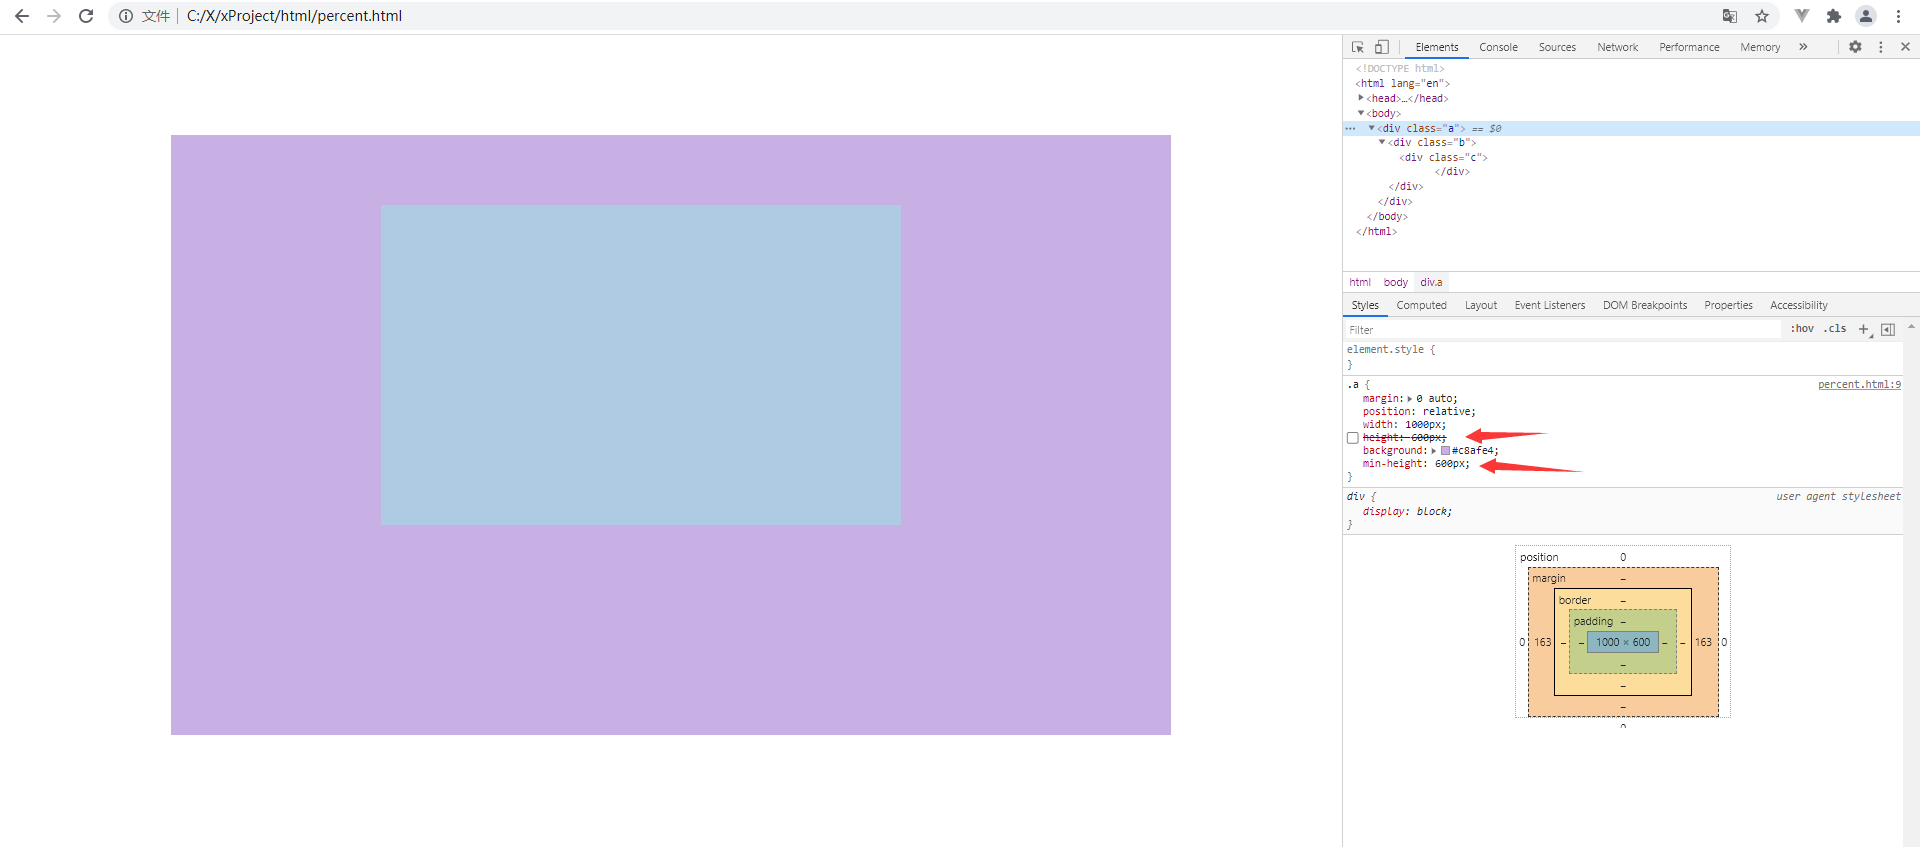 文件 C:/X/xProject/html/percent.html
Elements Console Sources Network Performance Memory »
<!DOCTYPE html>
<html lang="en">
<head>…</head>
<body>
<div class="a"> == $0
<div class="b">
<div class="c">
</div>
</div>
</div>
</body>
</html>
html body div.a
Styles Computed Layout Event Listeners DOM Breakpoints Properties Accessibility
Filter :hov .cls +
element.style {
}
.a { percent.html:9
margin: 0 auto;
position: relative;
width: 1000px;
height: 600px;
background: #c8afe4;
min-height: 600px;
}
div { user agent stylesheet
display: block;
}
position 0
margin –
border –
padding –
0 163 – – 1000 × 600 – – 163 0
–
–
–
0